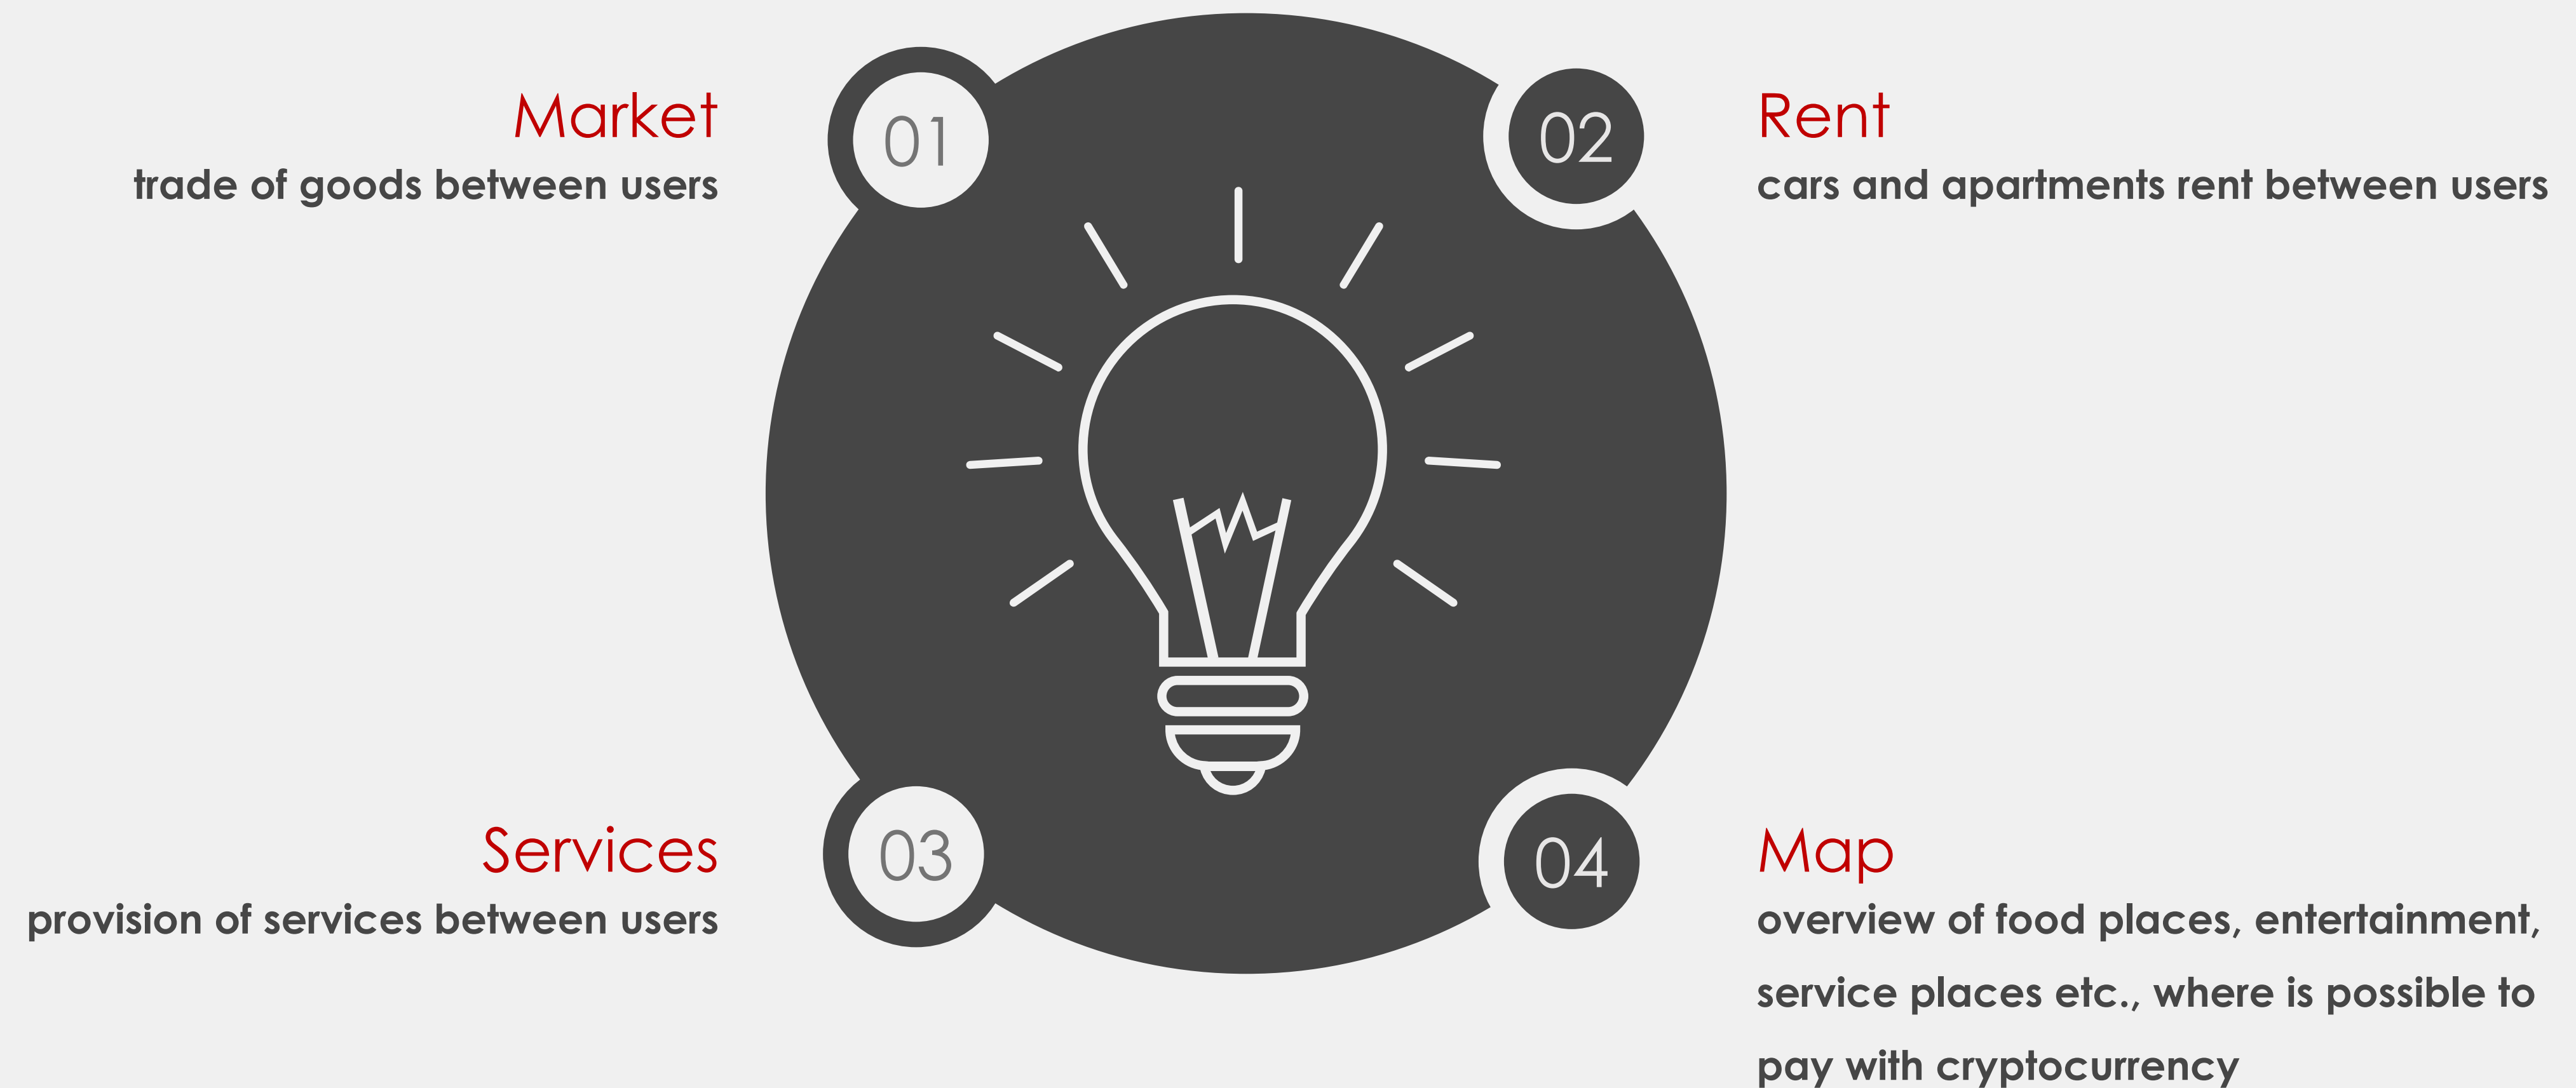 01
Market
trade of goods between users
02
Rent
cars and apartments rent between users
03
Services
provision of services between users
04
Map
overview of food places, entertainment,
service places etc., where is possible to
pay with cryptocurrency